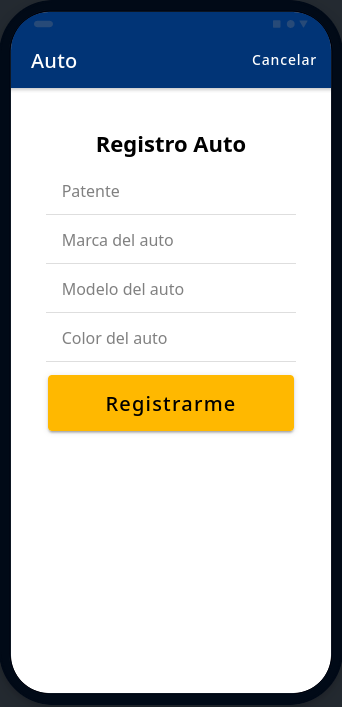 Auto
Cancelar
Registro Auto
Patente
Marca del auto
Modelo del auto
Color del auto
Registrarme